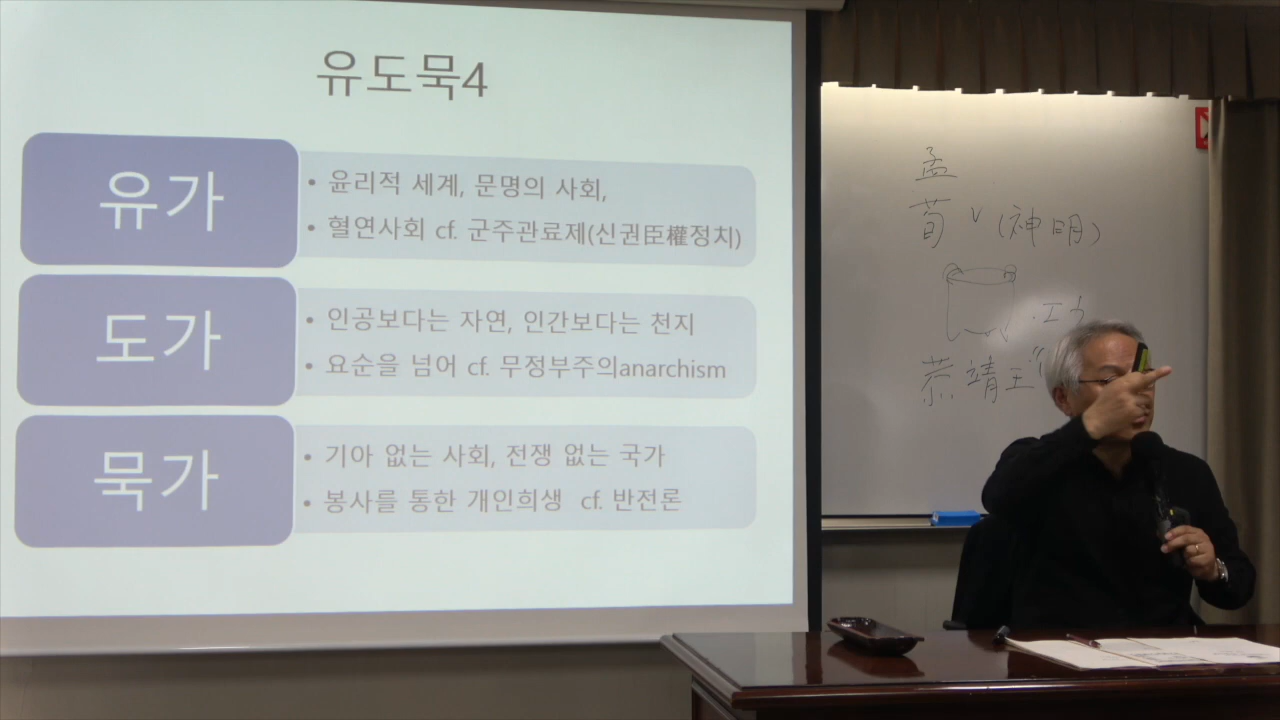 유도묵4
유가
• 윤리적 세계, 문명의 사회,
• 혈연사회 cf. 군주관료제(신권臣權정치)
도가
• 인공보다는 자연, 인간보다는 천지
• 요순을 넘어 cf. 무정부주의anarchism
묵가
• 기아 없는 사회, 전쟁 없는 국가
• 봉사를 통한 개인희생 cf. 반전론
孟
荀 v (神明)
恭 靖 王